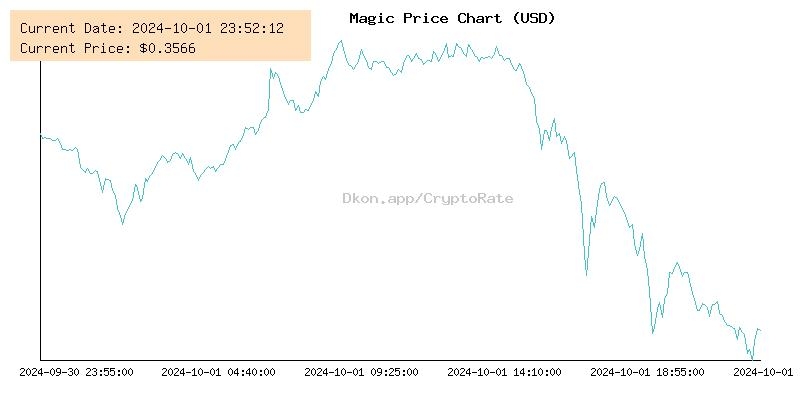 Magic Price Chart (USD)
Current Date: 2024-10-01 23:52:12
Current Price: $0.3566
Dkon.app/CryptoRate
2024-09-30 23:55:00 2024-10-01 04:40:00 2024-10-01 09:25:00 2024-10-01 14:10:00 2024-10-01 18:55:00 2024-10-01